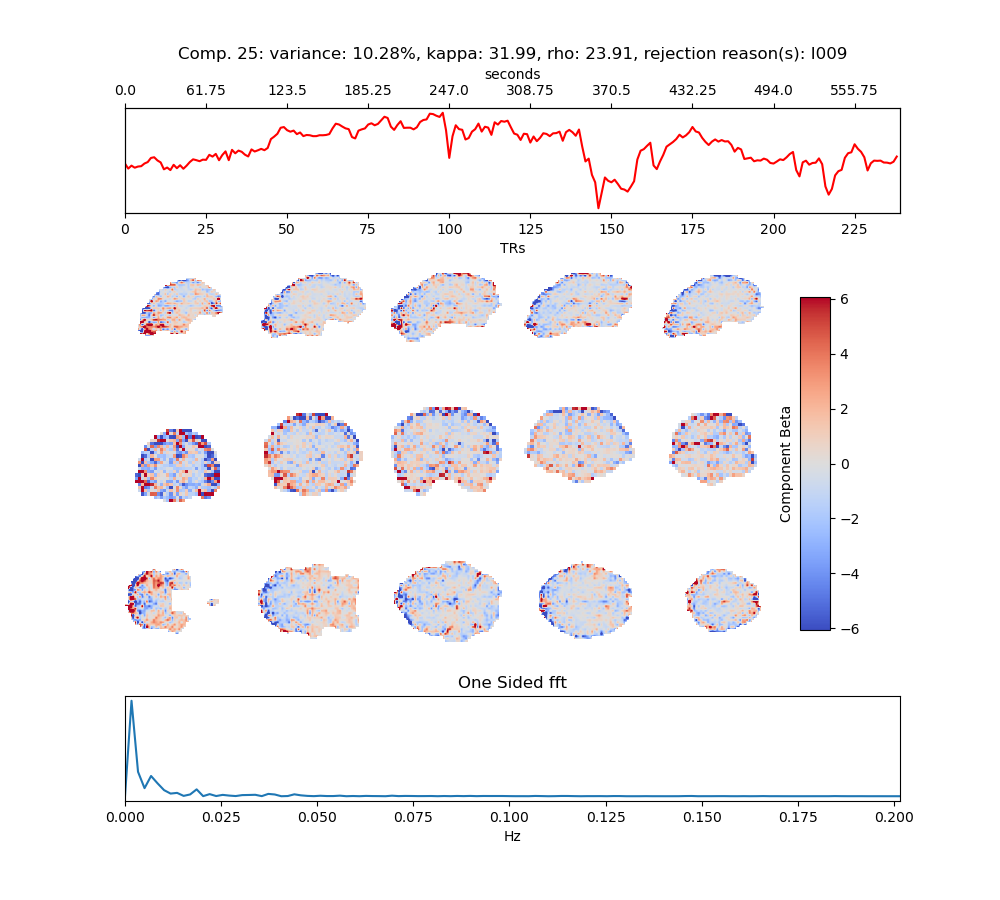 Comp. 25: variance: 10.28%, kappa: 31.99, rho: 23.91, rejection reason(s): I009
seconds
0.0 61.75 123.5 185.25 247.0 308.75 370.5 432.25 494.0 555.75
0 25 50 75 100 125 150 175 200 225
TRs
6
4
2
0
−2
−4
−6
Component Beta
One Sided fft
0.000 0.025 0.050 0.075 0.100 0.125 0.150 0.175 0.200
Hz